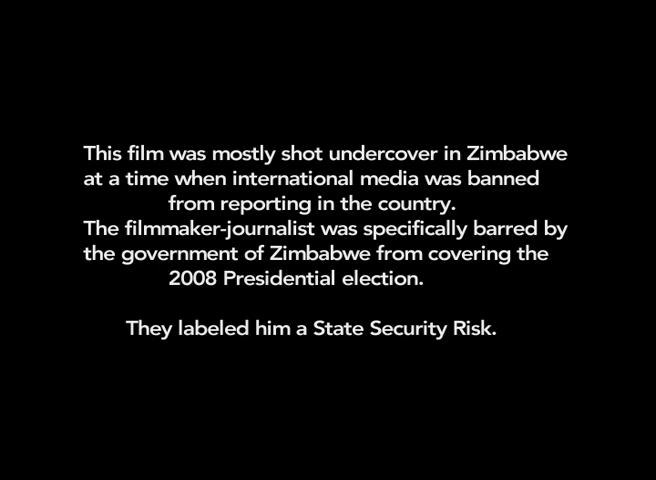 This film was mostly shot undercover in Zimbabwe
at a time when international media was banned
from reporting in the country.
The filmmaker-journalist was specifically barred by
the government of Zimbabwe from covering the
2008 Presidential election.
They labeled him a State Security Risk.